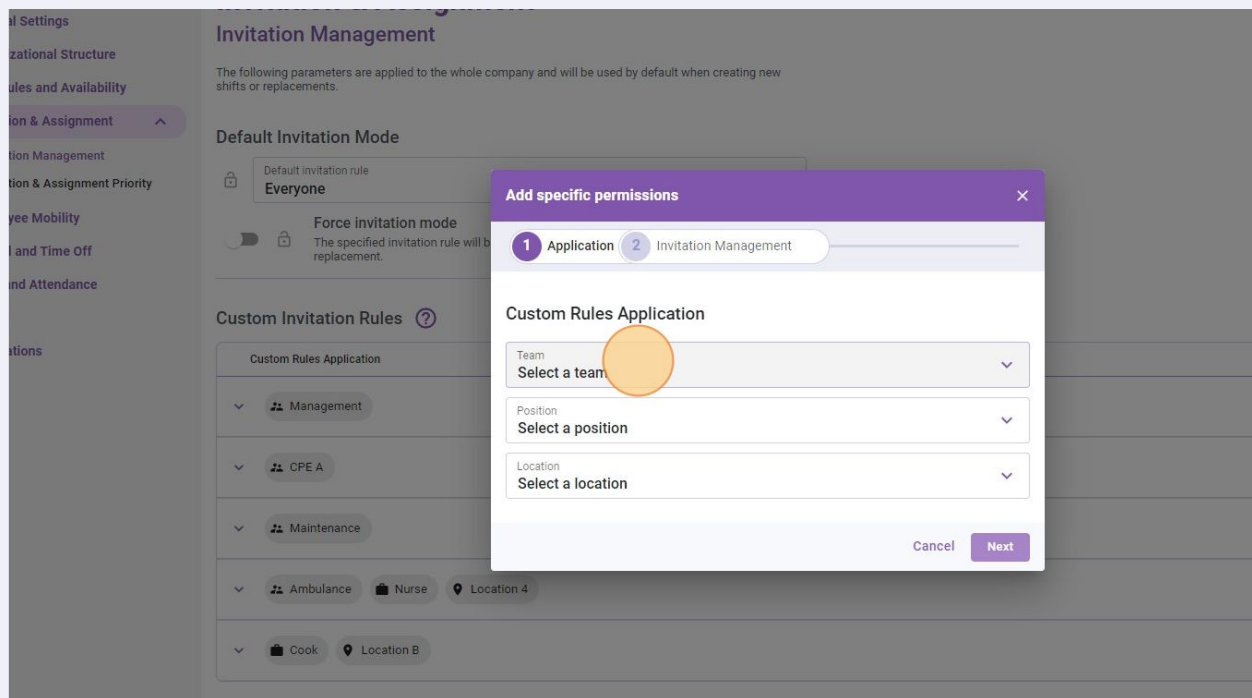 al Settings
zational Structure
ules and Availability
ion & Assignment
tion Management
tion & Assignment Priority
yee Mobility
l and Time Off
and Attendance
ations
Invitation & Assignment
Invitation Management
The following parameters are applied to the whole company and will be used by default when creating new
shifts or replacements.
Default Invitation Mode
Default invitation rule
Everyone
Force invitation mode
The specified invitation rule will b
replacement.
Custom Invitation Rules
Custom Rules Application
Management
CPE A
Maintenance
Ambulance Nurse Location 4
Cook Location B
Add specific permissions
1 Application 2 Invitation Management
Custom Rules Application
Team
Select a team
Position
Select a position
Location
Select a location
Cancel Next